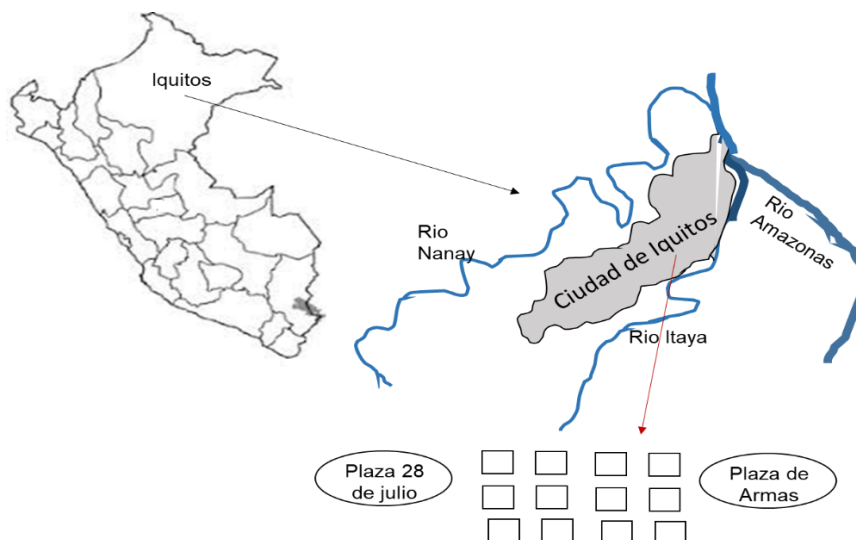 Iquitos
Rio
Nanay
Ciudad de Iquitos
Rio
Amazonas
Rio Itaya
Plaza 28
de julio
Plaza de
Armas